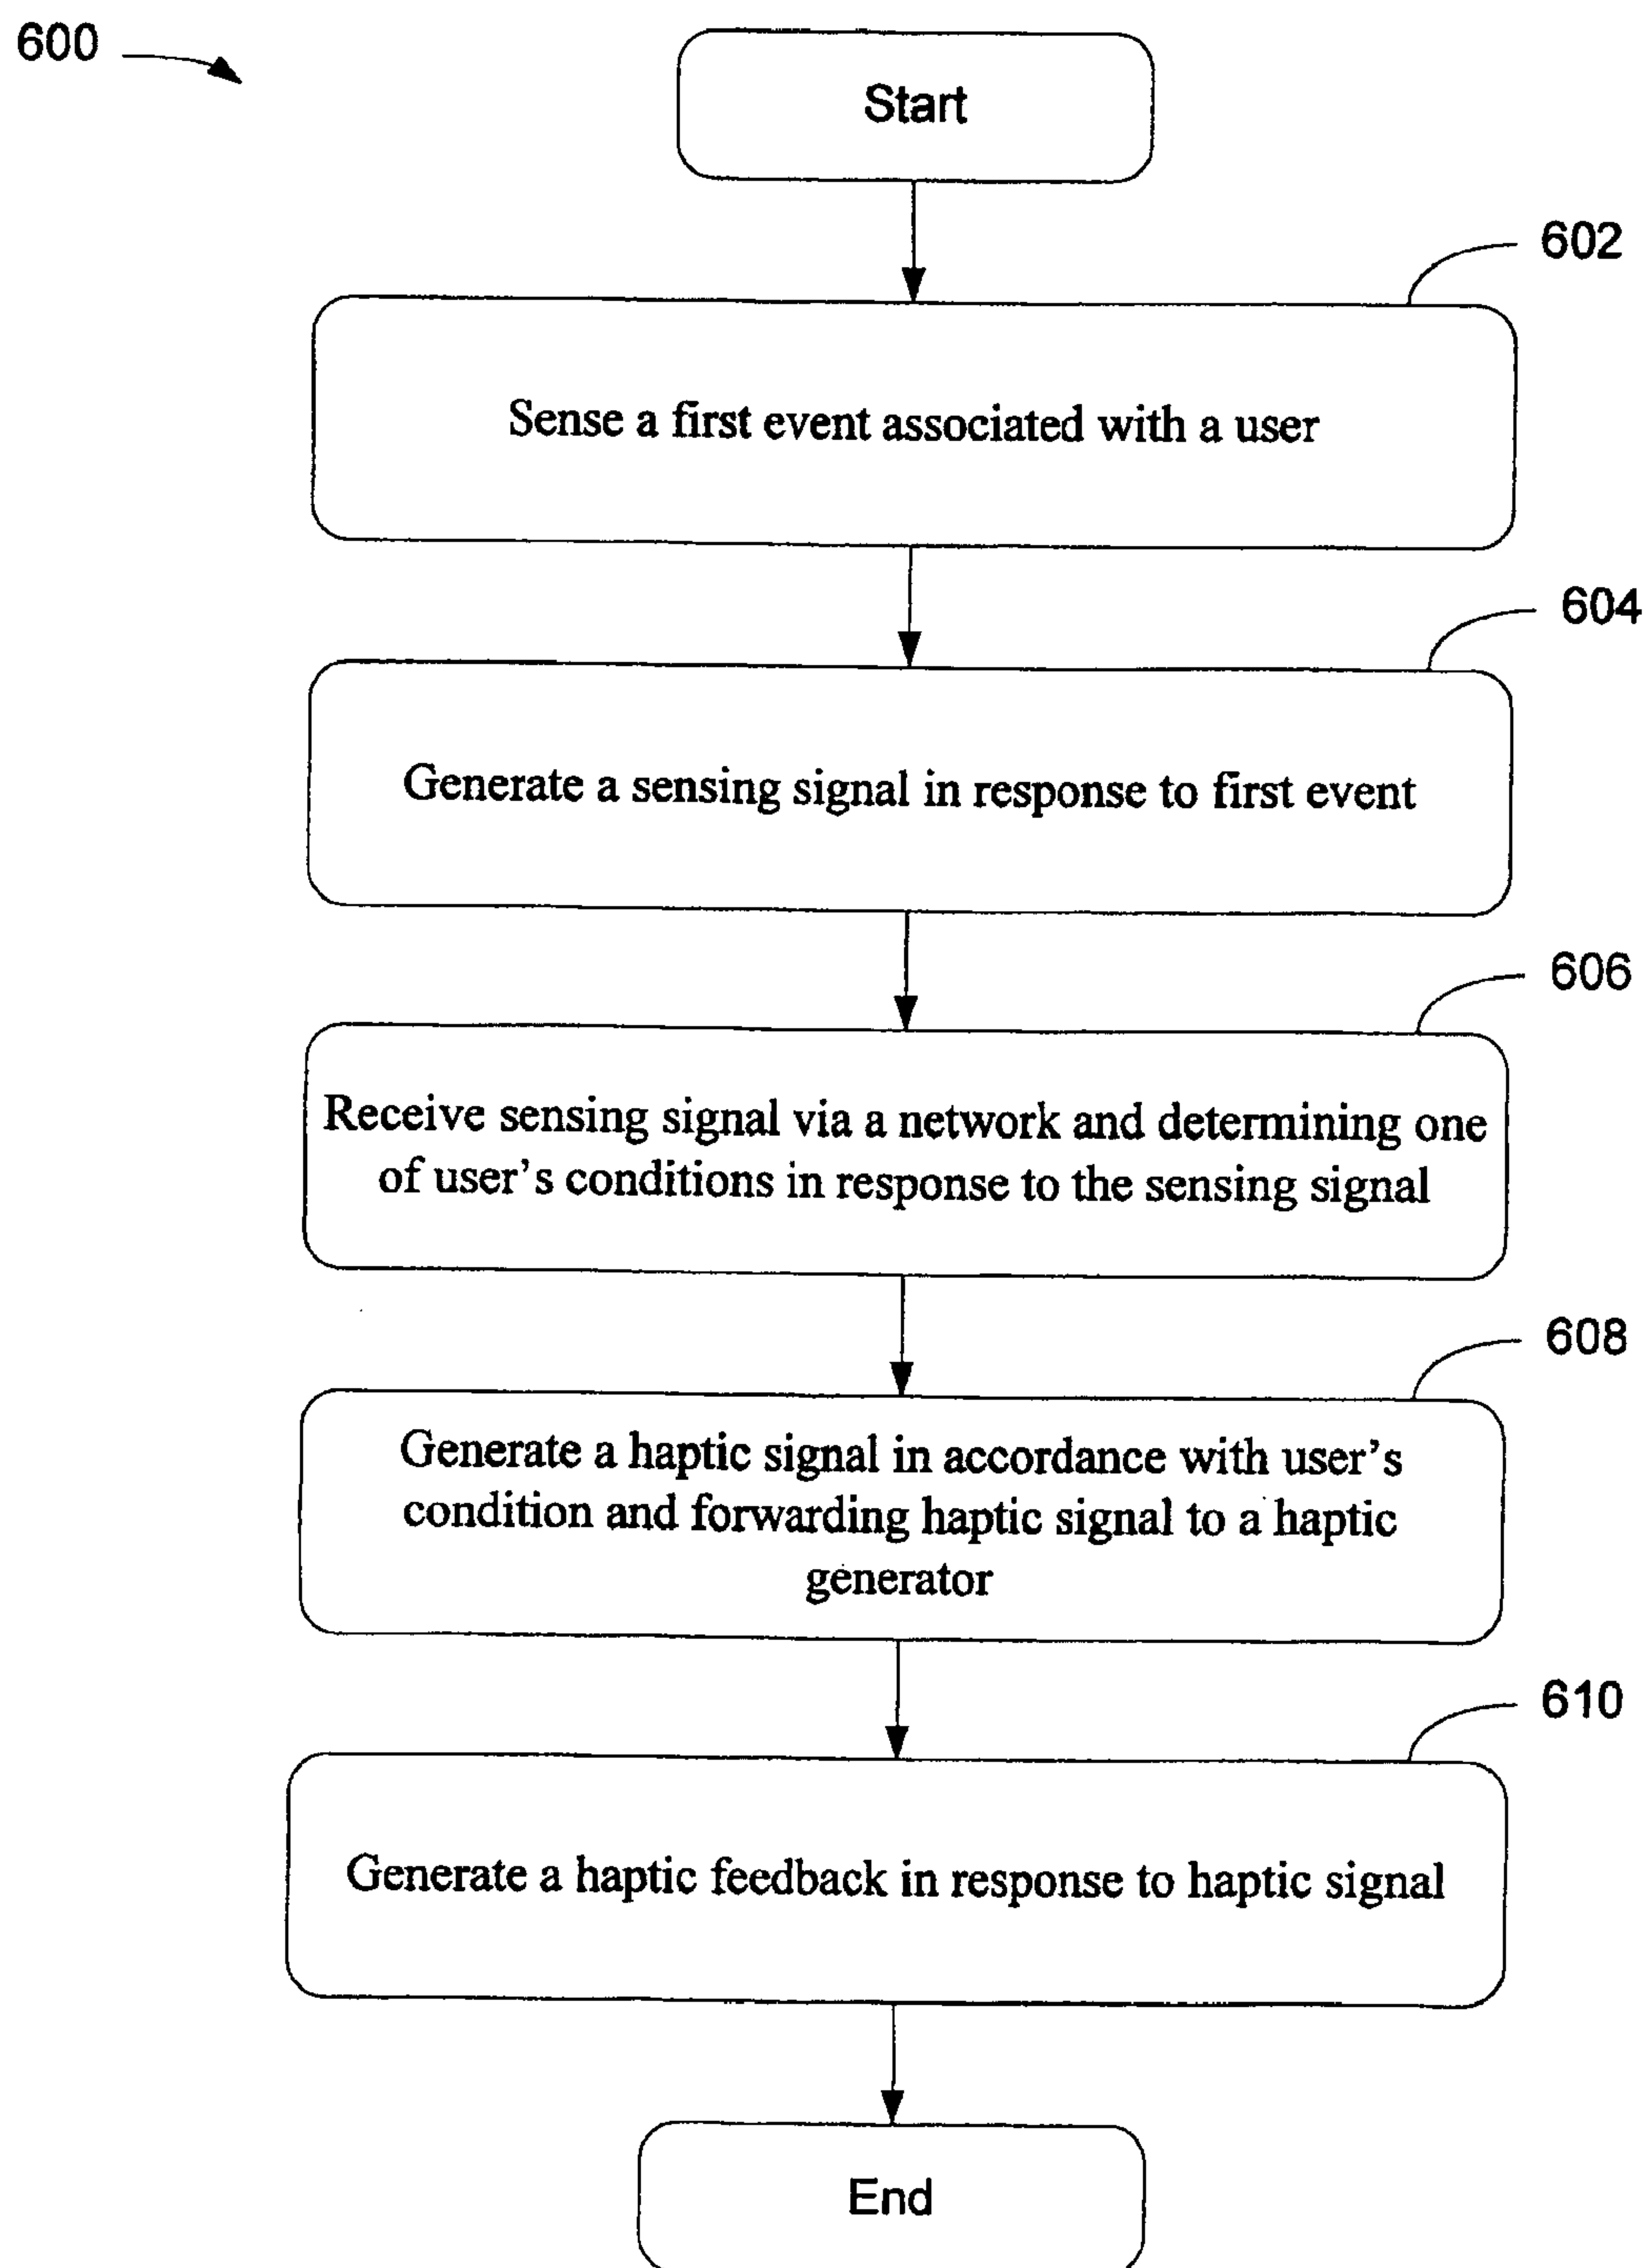 600
Start
602
Sense a first event associated with a user
604
Generate a sensing signal in response to first event
606
Receive sensing signal via a network and determining one
of user's conditions in response to the sensing signal
608
Generate a haptic signal in accordance with user's
condition and forwarding haptic signal to a haptic
generator
610
Generate a haptic feedback in response to haptic signal
End